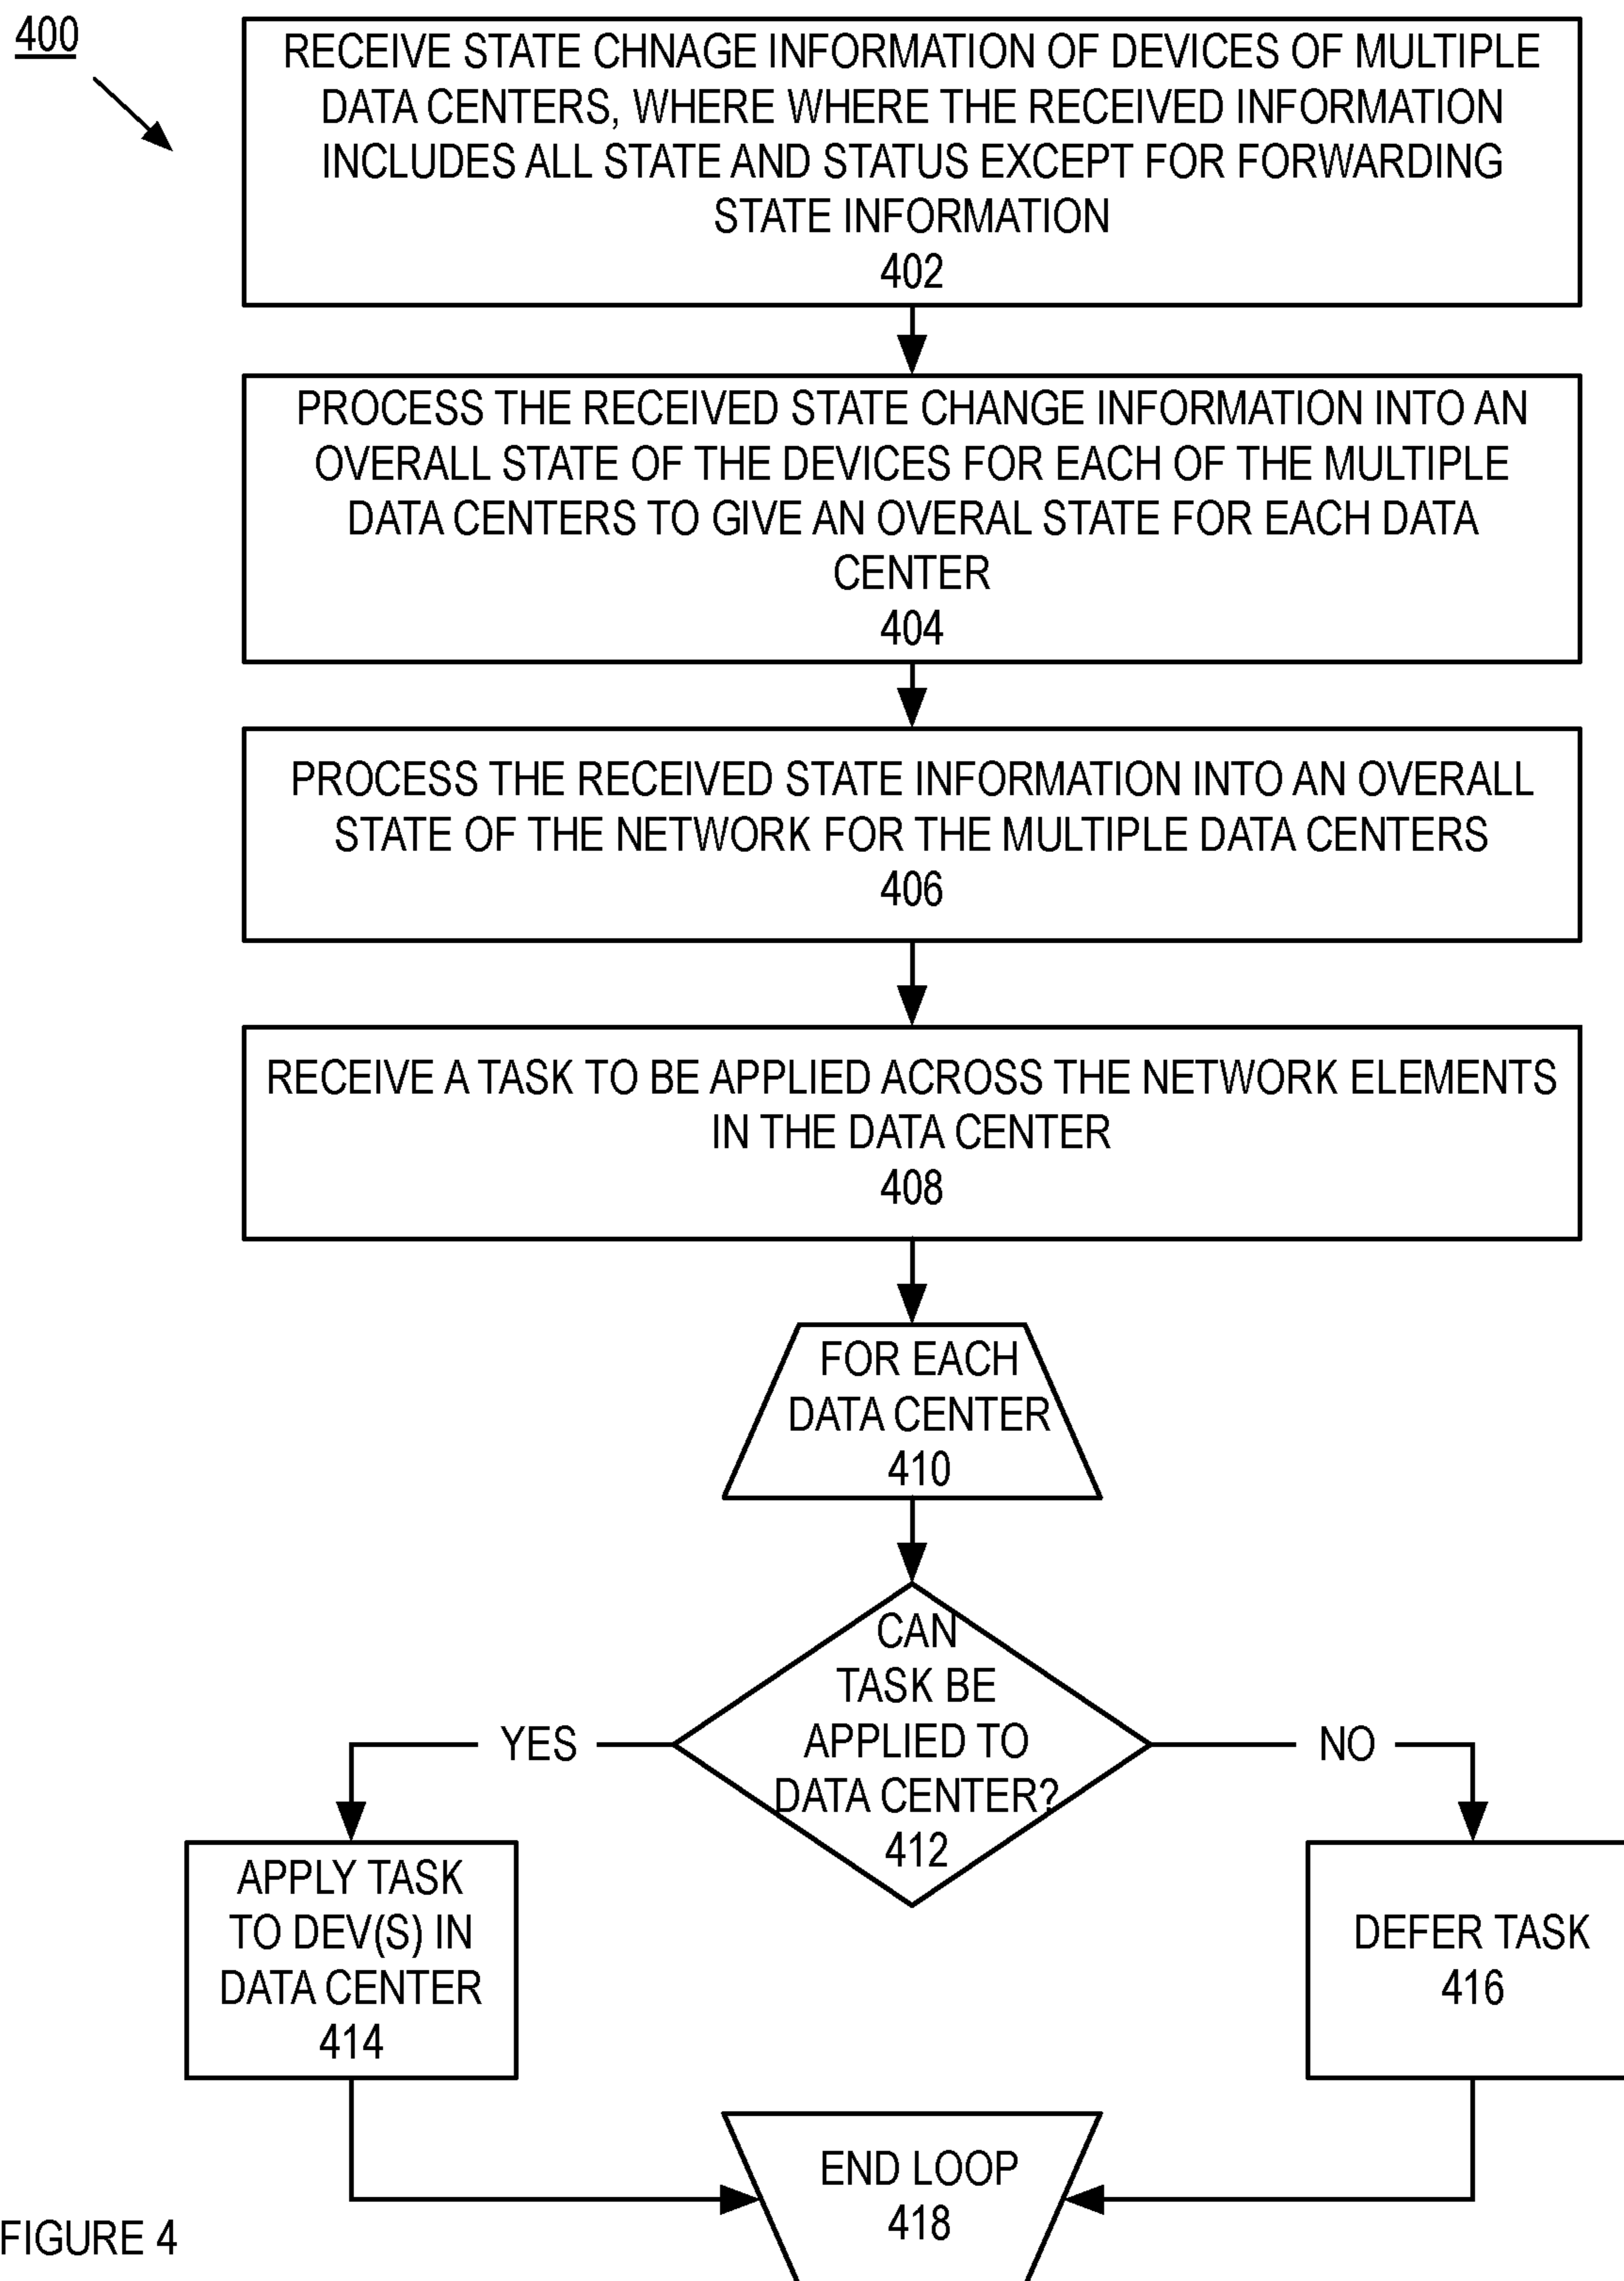 400
RECEIVE STATE CHNAGE INFORMATION OF DEVICES OF MULTIPLE
DATA CENTERS, WHERE WHERE THE RECEIVED INFORMATION
INCLUDES ALL STATE AND STATUS EXCEPT FOR FORWARDING
STATE INFORMATION
402
PROCESS THE RECEIVED STATE CHANGE INFORMATION INTO AN
OVERALL STATE OF THE DEVICES FOR EACH OF THE MULTIPLE
DATA CENTERS TO GIVE AN OVERAL STATE FOR EACH DATA
CENTER
404
PROCESS THE RECEIVED STATE INFORMATION INTO AN OVERALL
STATE OF THE NETWORK FOR THE MULTIPLE DATA CENTERS
406
RECEIVE A TASK TO BE APPLIED ACROSS THE NETWORK ELEMENTS
IN THE DATA CENTER
408
FOR EACH
DATA CENTER
410
CAN
TASK BE
APPLIED TO
DATA CENTER?
412
YES
NO
APPLY TASK
TO DEV(S) IN
DATA CENTER
414
DEFER TASK
416
END LOOP
418
FIGURE 4